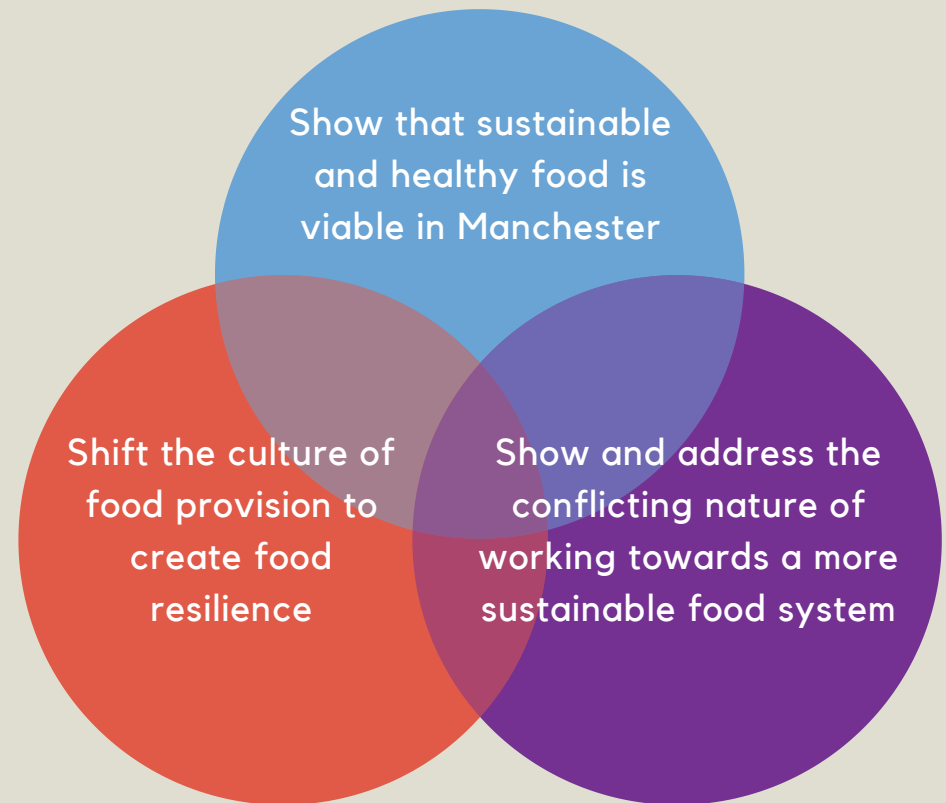 Show that sustainable
and healthy food is
viable in Manchester
Shift the culture of
food provision to
create food
resilience
Show and address the
conflicting nature of
working towards a more
sustainable food system